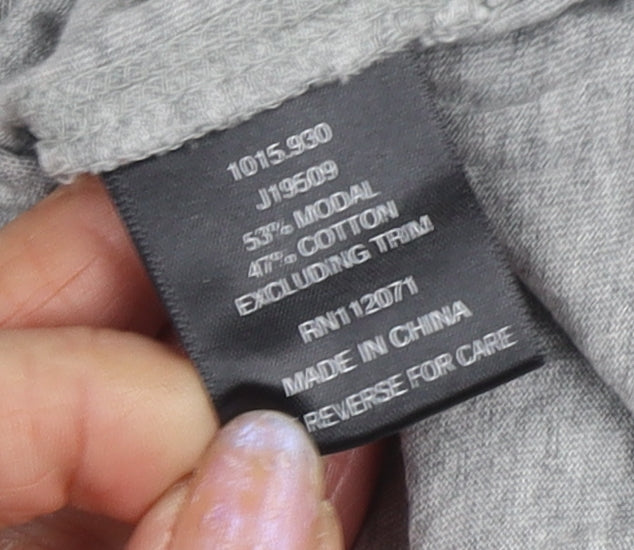 1015.930
J19509
53% MODAL
47% COTTON
EXCLUDING TRIM
RN112071
MADE IN CHINA
REVERSE FOR CARE